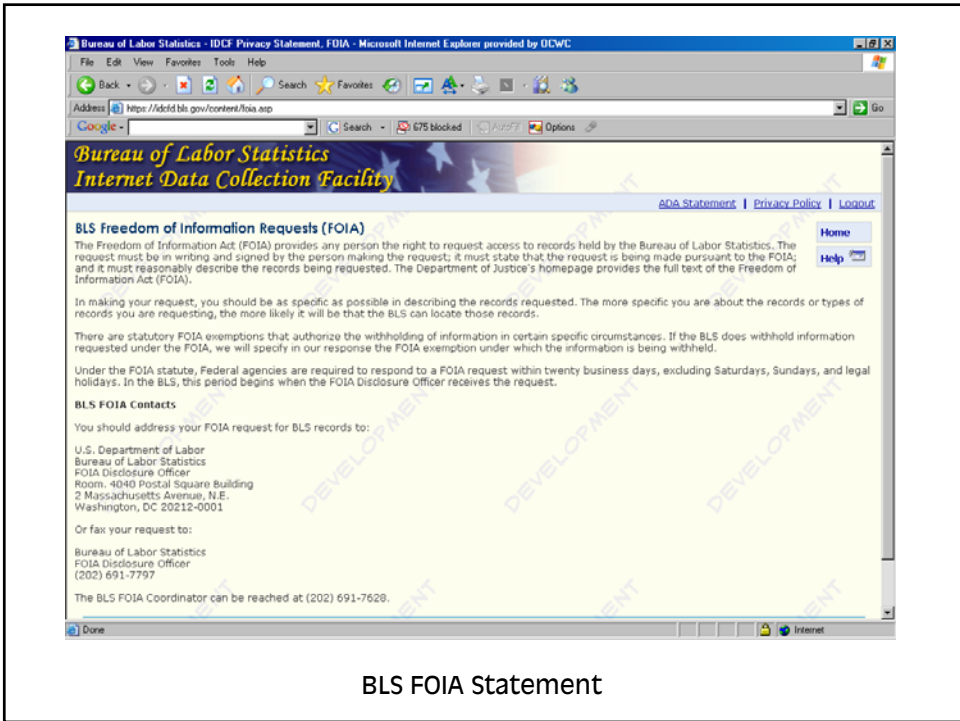 Bureau of Labor Statistics - IDCF Privacy Statement, FOIA - Microsoft Internet Explorer provided by OCWC
File Edit View Favorites Tools Help
Back Search Favorites
Address https://idcfd.bls.gov/content/foia.asp Go
Google - Search 675 blocked AutoFill Options
Bureau of Labor Statistics
Internet Data Collection Facility
ADA Statement | Privacy Policy | Logout
BLS Freedom of Information Requests (FOIA)
Home
Help
The Freedom of Information Act (FOIA) provides any person the right to request access to records held by the Bureau of Labor Statistics. The
request must be in writing and signed by the person making the request; it must state that the request is being made pursuant to the FOIA;
and it must reasonably describe the records being requested. The Department of Justice's homepage provides the full text of the Freedom of
Information Act (FOIA).
In making your request, you should be as specific as possible in describing the records requested. The more specific you are about the records or types of
records you are requesting, the more likely it will be that the BLS can locate those records.
There are statutory FOIA exemptions that authorize the withholding of information in certain specific circumstances. If the BLS does withhold information
requested under the FOIA, we will specify in our response the FOIA exemption under which the information is being withheld.
Under the FOIA statute, Federal agencies are required to respond to a FOIA request within twenty business days, excluding Saturdays, Sundays, and legal
holidays. In the BLS, this period begins when the FOIA Disclosure Officer receives the request.
BLS FOIA Contacts
You should address your FOIA request for BLS records to:
U.S. Department of Labor
Bureau of Labor Statistics
FOIA Disclosure Officer
Room. 4040 Postal Square Building
2 Massachusetts Avenue, N.E.
Washington, DC 20212-0001
Or fax your request to:
Bureau of Labor Statistics
FOIA Disclosure Officer
(202) 691-7797
The BLS FOIA Coordinator can be reached at (202) 691-7628.
DEVELOPMENT
DEVELOPMENT
DEVELOPMENT
Done Internet
BLS FOIA Statement